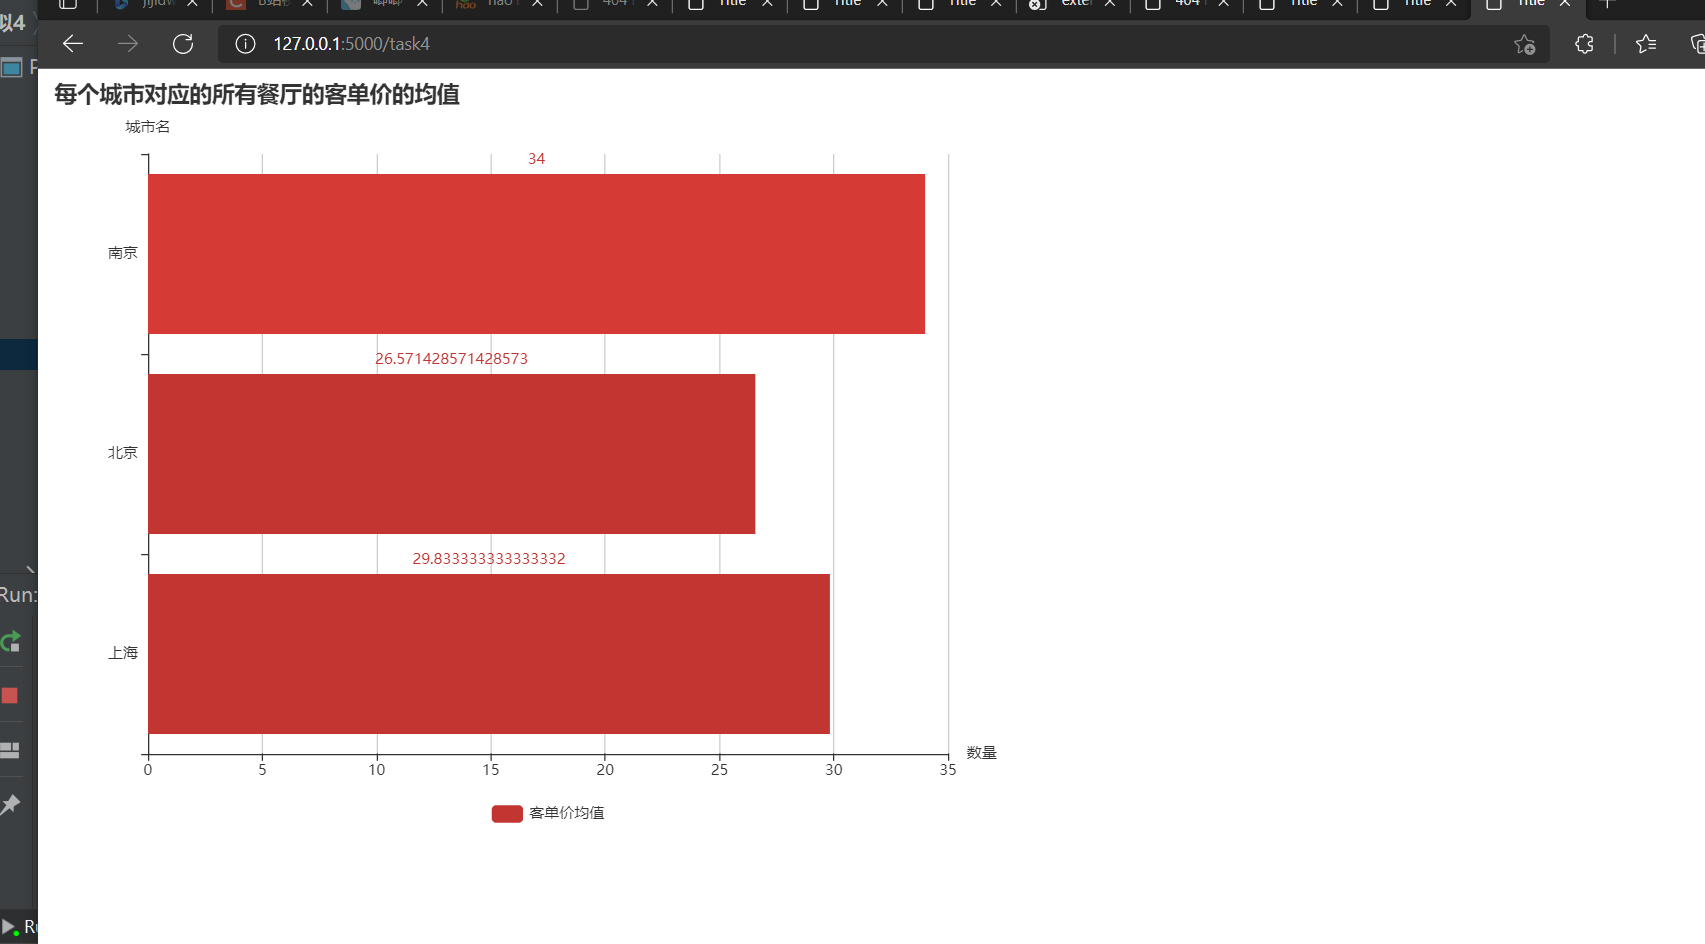 127.0.0.1:5000/task4
每个城市对应的所有餐厅的客单价的均值
城市名
34
南京
26.571428571428573
北京
29.833333333333332
上海
0 5 10 15 20 25 30 35
数量
客单价均值
Run: